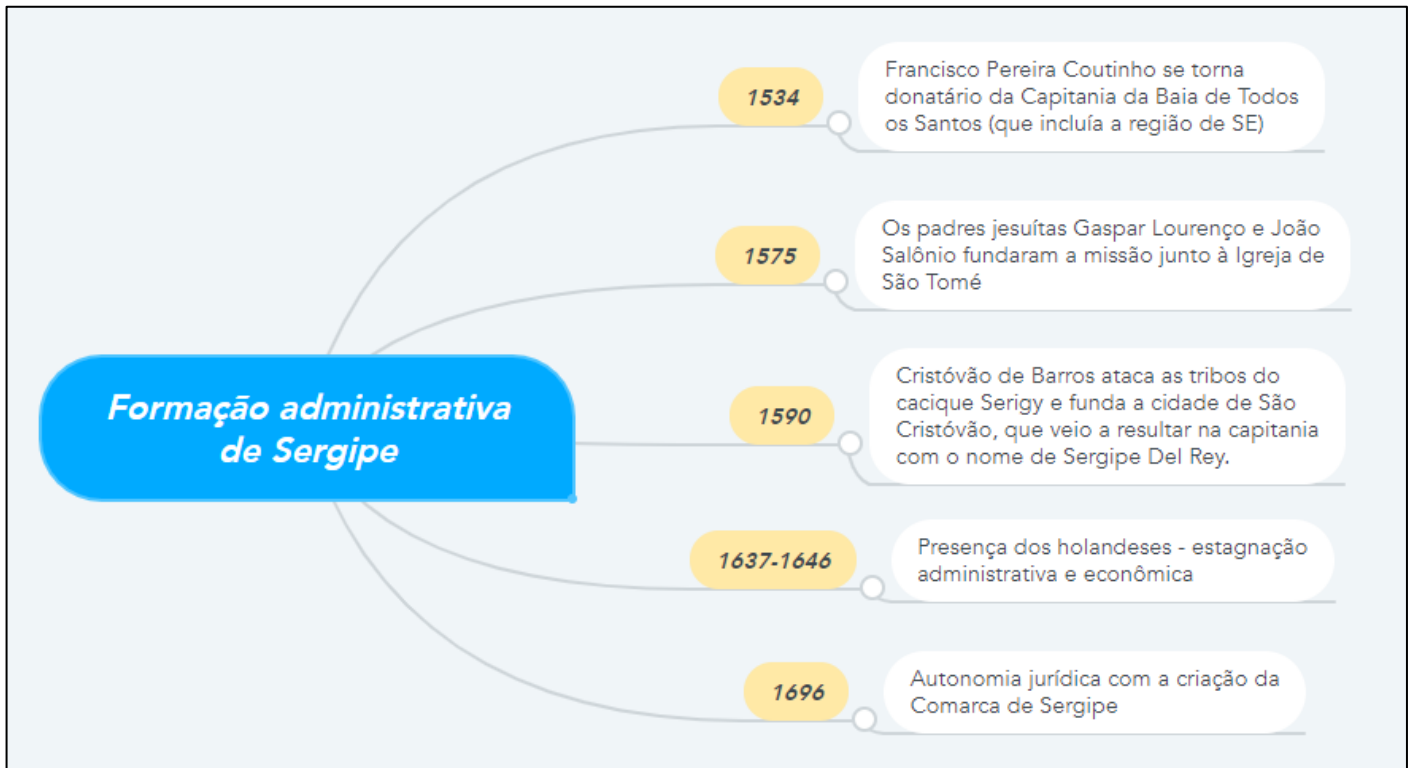 1534
Francisco Pereira Coutinho se torna
donatário da Capitania da Baia de Todos
os Santos (que incluía a região de SE)
1575
Os padres jesuítas Gaspar Lourenço e João
Salônio fundaram a missão junto à Igreja de
São Tomé
Formação administrativa
de Sergipe
1590
Cristóvão de Barros ataca as tribos do
cacique Serigy e funda a cidade de São
Cristóvão, que veio a resultar na capitania
com o nome de Sergipe Del Rey.
1637-1646
Presença dos holandeses - estagnação
administrativa e econômica
1696
Autonomia jurídica com a criação da
Comarca de Sergipe